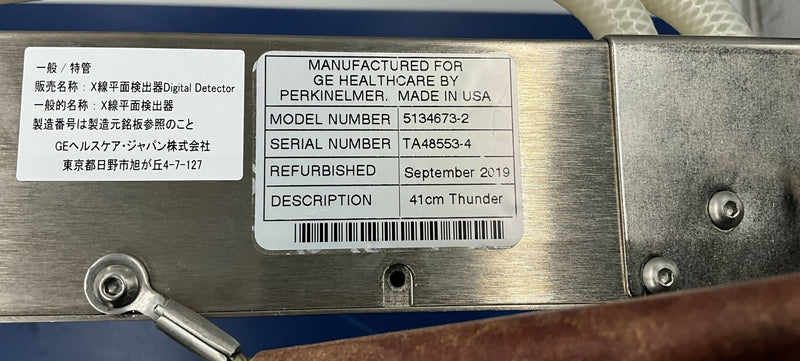 一般 / 特管
販売名称 : X線平面検出器Digital Detector
一般的名称 : X線平面検出器
製造番号は製造元銘板参照のこと
GEヘルスケア・ジャパン株式会社
東京都日野市旭が丘4-7-127
MANUFACTURED FOR
GE HEALTHCARE BY
PERKINELMER. MADE IN USA
MODEL NUMBER 5134673-2
SERIAL NUMBER TA48553-4
REFURBISHED September 2019
DESCRIPTION 41cm Thunder